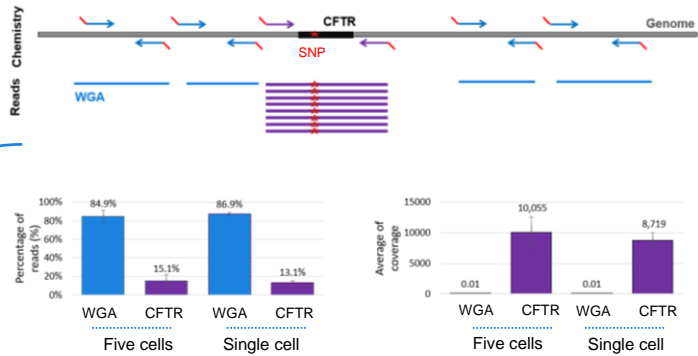 Chemistry
CFTR
Genome
SNP
Reads
WGA
Percentage of
reads (%)
100%
80%
60%
40%
20%
0%
84.9%
15.1%
86.9%
13.1%
WGA CFTR WGA CFTR
Five cells Single cell
Average of
coverage
15000
10000
5000
0
0.01
10,055
0.01
8,719
WGA CFTR WGA CFTR
Five cells Single cell